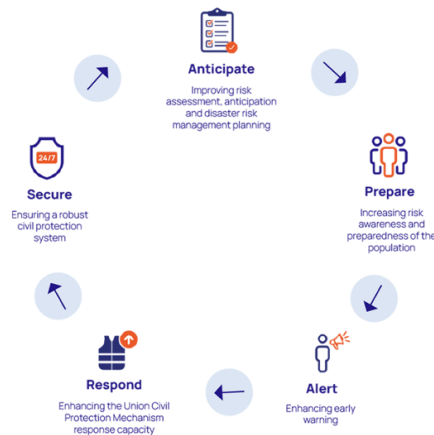 Anticipate
Improving risk
assessment, anticipation
and disaster risk
management planning
Prepare
Increasing risk
awareness and
preparedness of the
population
Alert
Enhancing early
warning
Respond
Enhancing the Union Civil
Protection Mechanism
response capacity
24/7
Secure
Ensuring a robust
civil protection
system